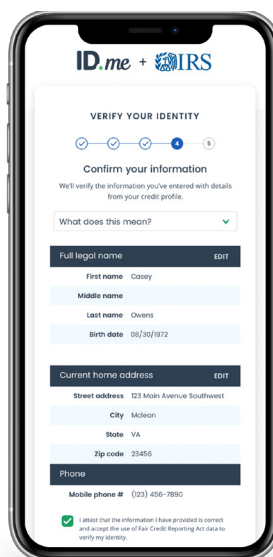 ID.me + IRS
VERIFY YOUR IDENTITY
4 5
Confirm your information
We'll verify the information you've entered with details
from your credit profile.
What does this mean?
Full legal name EDIT
First name Casey
Middle name
Last name Owens
Birth date 08/30/1972
Current home address EDIT
Street address 123 Main Avenue Southwest
City Mclean
State VA
Zip code 23456
Phone
Mobile phone # (123) 456-7890
I attest that the information I have provided is correct
and accept the use of Fair Credit Reporting Act data to
verify my identity.